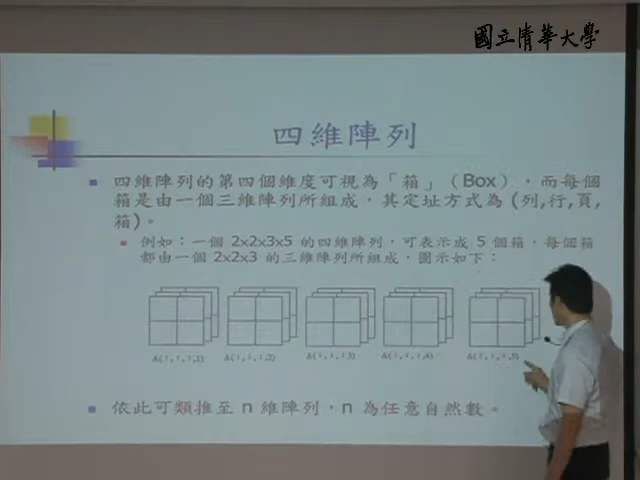 國立清華大學
四維陣列
四維陣列的第四個維度可視為「箱」（Box），而每個
箱是由一個三維陣列所組成，其定址方式為 (列,行,頁,
箱)。
例如：一個 2x2x3x5 的四維陣列，可表示成 5 個箱，每個箱
都由一個 2x2x3 的三維陣列所組成，圖示如下：
A(:,:,:,1) A(:,:,:,2) A(:,:,:,3) A(:,:,:,4) A(:,:,:,5)
依此可類推至 n 維陣列，n 為任意自然數。